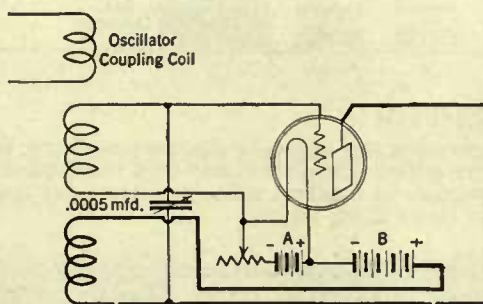 Oscillator
Coupling Coil
.0005 mfd.
- A +
- B +